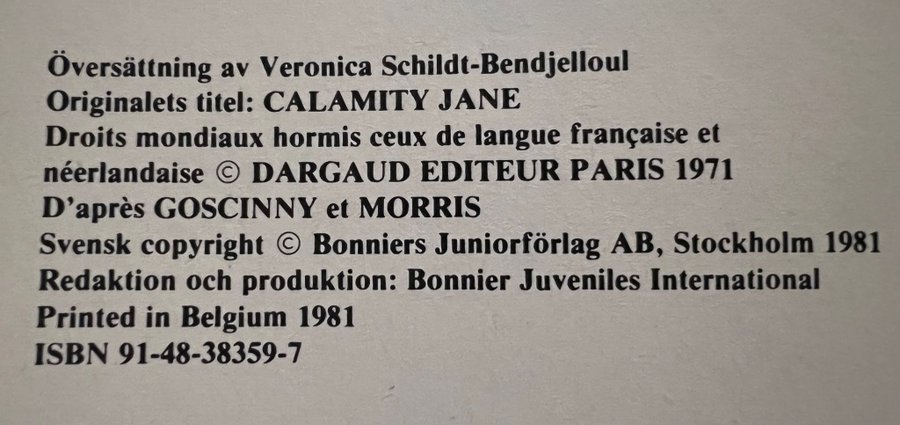 Översättning av Veronica Schildt-Bendjelloul
Originalets titel: CALAMITY JANE
Droits mondiaux hormis ceux de langue française et
néerlandaise © DARGAUD EDITEUR PARIS 1971
D'après GOSCINNY et MORRIS
Svensk copyright © Bonniers Juniorförlag AB, Stockholm 1981
Redaktion och produktion: Bonnier Juveniles International
Printed in Belgium 1981
ISBN 91-48-38359-7